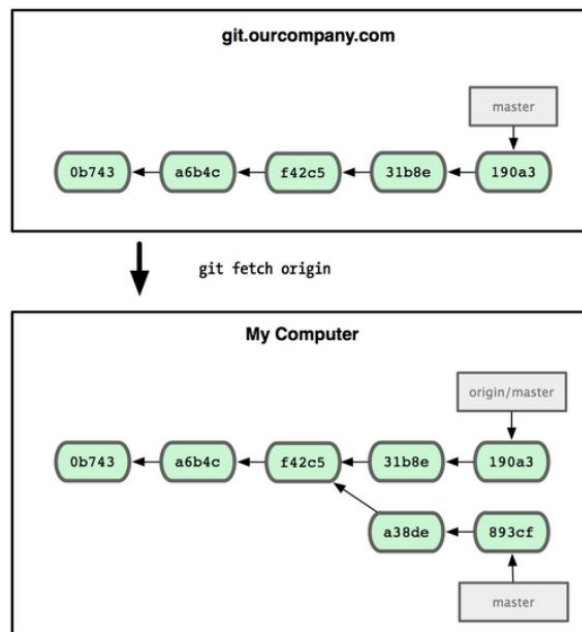 git.ourcompany.com
master
0b743 a6b4c f42c5 31b8e 190a3
git fetch origin
My Computer
origin/master
0b743 a6b4c f42c5 31b8e 190a3
a38de 893cf
master